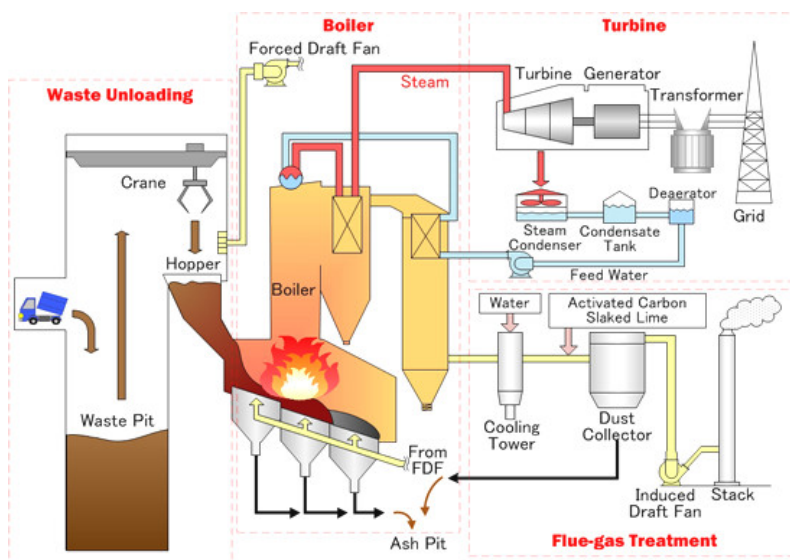 Boiler
Forced Draft Fan
Turbine
Steam
Turbine Generator
Transformer
Waste Unloading
Crane
Grid
Deaerator
Steam
Condenser
Condensate
Tank
Feed Water
Hopper
Boiler
Water
Activated Carbon
Slaked Lime
Waste Pit
Cooling
Tower
Dust
Collector
From
FDF
Induced
Draft Fan
Stack
Ash Pit
Flue-gas Treatment